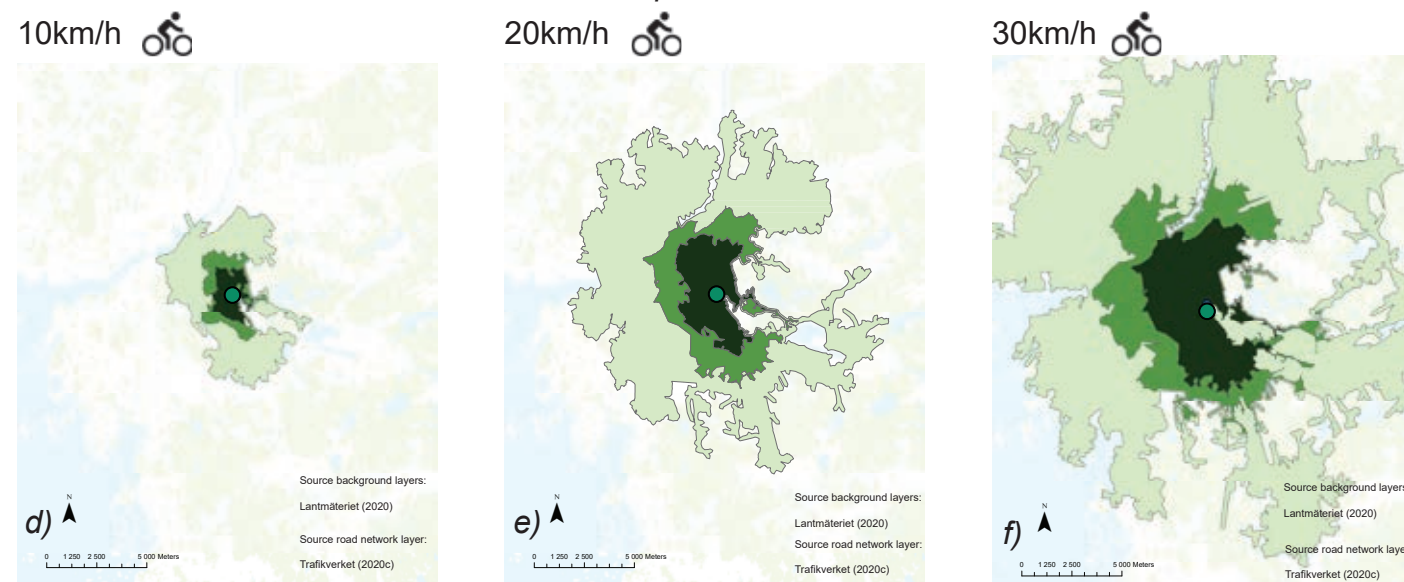 10km/h
20km/h
30km/h
N
d)
Source background layers:
Lantmäteriet (2020)
Source road network layer:
Trafikverket (2020c)
0 1 250 2 500 5 000 Meters
N
e)
Source background layers:
Lantmäteriet (2020)
Source road network layer:
Trafikverket (2020c)
0 1 250 2 500 5 000 Meters
N
f)
Source background layers
Lantmäteriet (2020)
Source road network laye
Trafikverket (2020c)
0 1 250 2 500 5 000 Meters